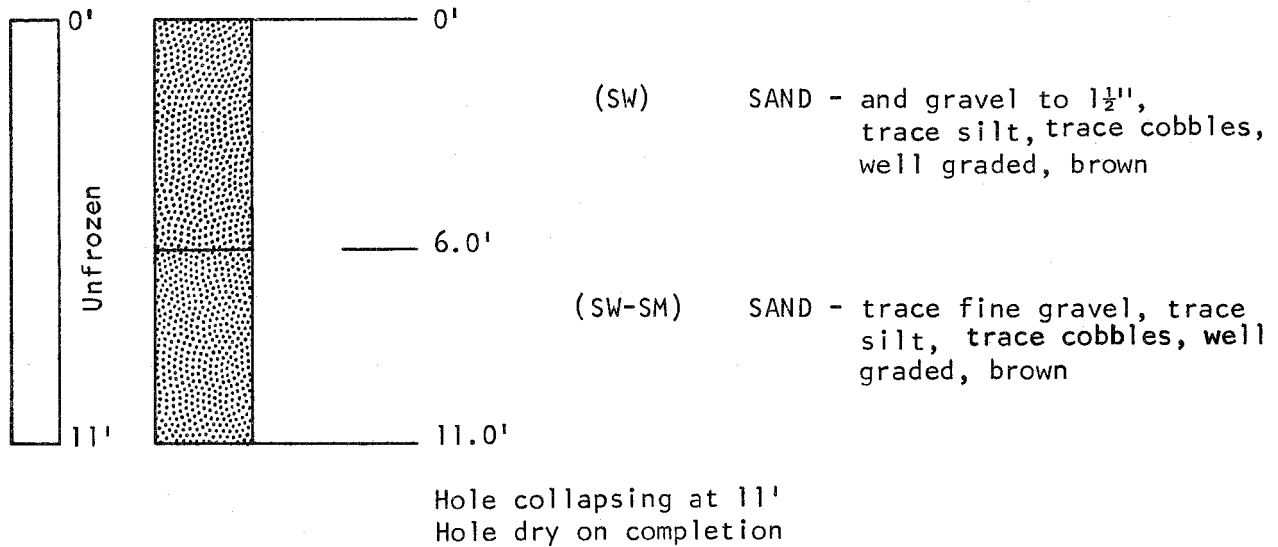 0' 0'
(SW) SAND - and gravel to 1½",
trace silt, trace cobbles,
well graded, brown
Unfrozen
6.0'
(SW-SM) SAND - trace fine gravel, trace
silt, trace cobbles, well
graded, brown
11' 11.0'
Hole collapsing at 11'
Hole dry on completion